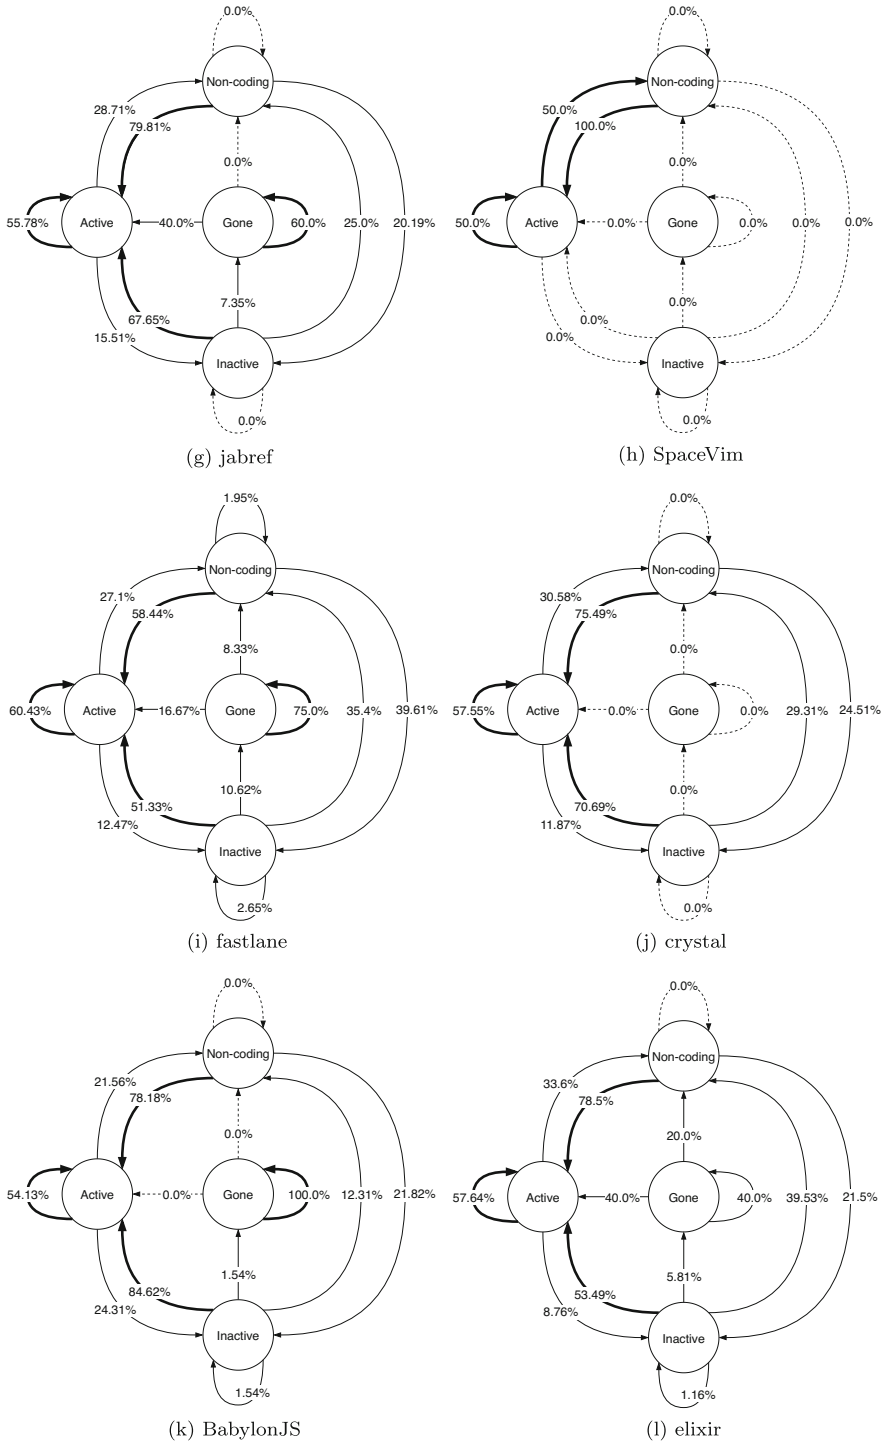 0.0% 0.0%
Non-coding Non-coding
28.71% 50.0%
79.81% 100.0%
0.0% 0.0%
55.78% Active 40.0% Gone 60.0% 25.0% 20.19% 50.0% Active 0.0% Gone 0.0% 0.0% 0.0%
7.35% 0.0%
67.65% 0.0%
15.51% 0.0%
Inactive Inactive
0.0% 0.0%
(g) jabref (h) SpaceVim
1.95% 0.0%
Non-coding Non-coding
27.1% 30.58%
58.44% 75.49%
8.33% 0.0%
60.43% Active 16.67% Gone 75.0% 35.4% 39.61% 57.55% Active 0.0% Gone 0.0% 29.31% 24.51%
10.62% 0.0%
51.33% 70.69%
12.47% 11.87%
Inactive Inactive
2.65% 0.0%
(i) fastlane (j) crystal
0.0% 0.0%
Non-coding Non-coding
21.56% 33.6%
78.18% 78.5%
0.0% 20.0%
54.13% Active 0.0% Gone 100.0% 12.31% 21.82% 57.64% Active 40.0% Gone 40.0% 39.53% 21.5%
1.54% 5.81%
84.62% 53.49%
24.31% 8.76%
Inactive Inactive
1.54% 1.16%
(k) BabylonJS (l) elixir